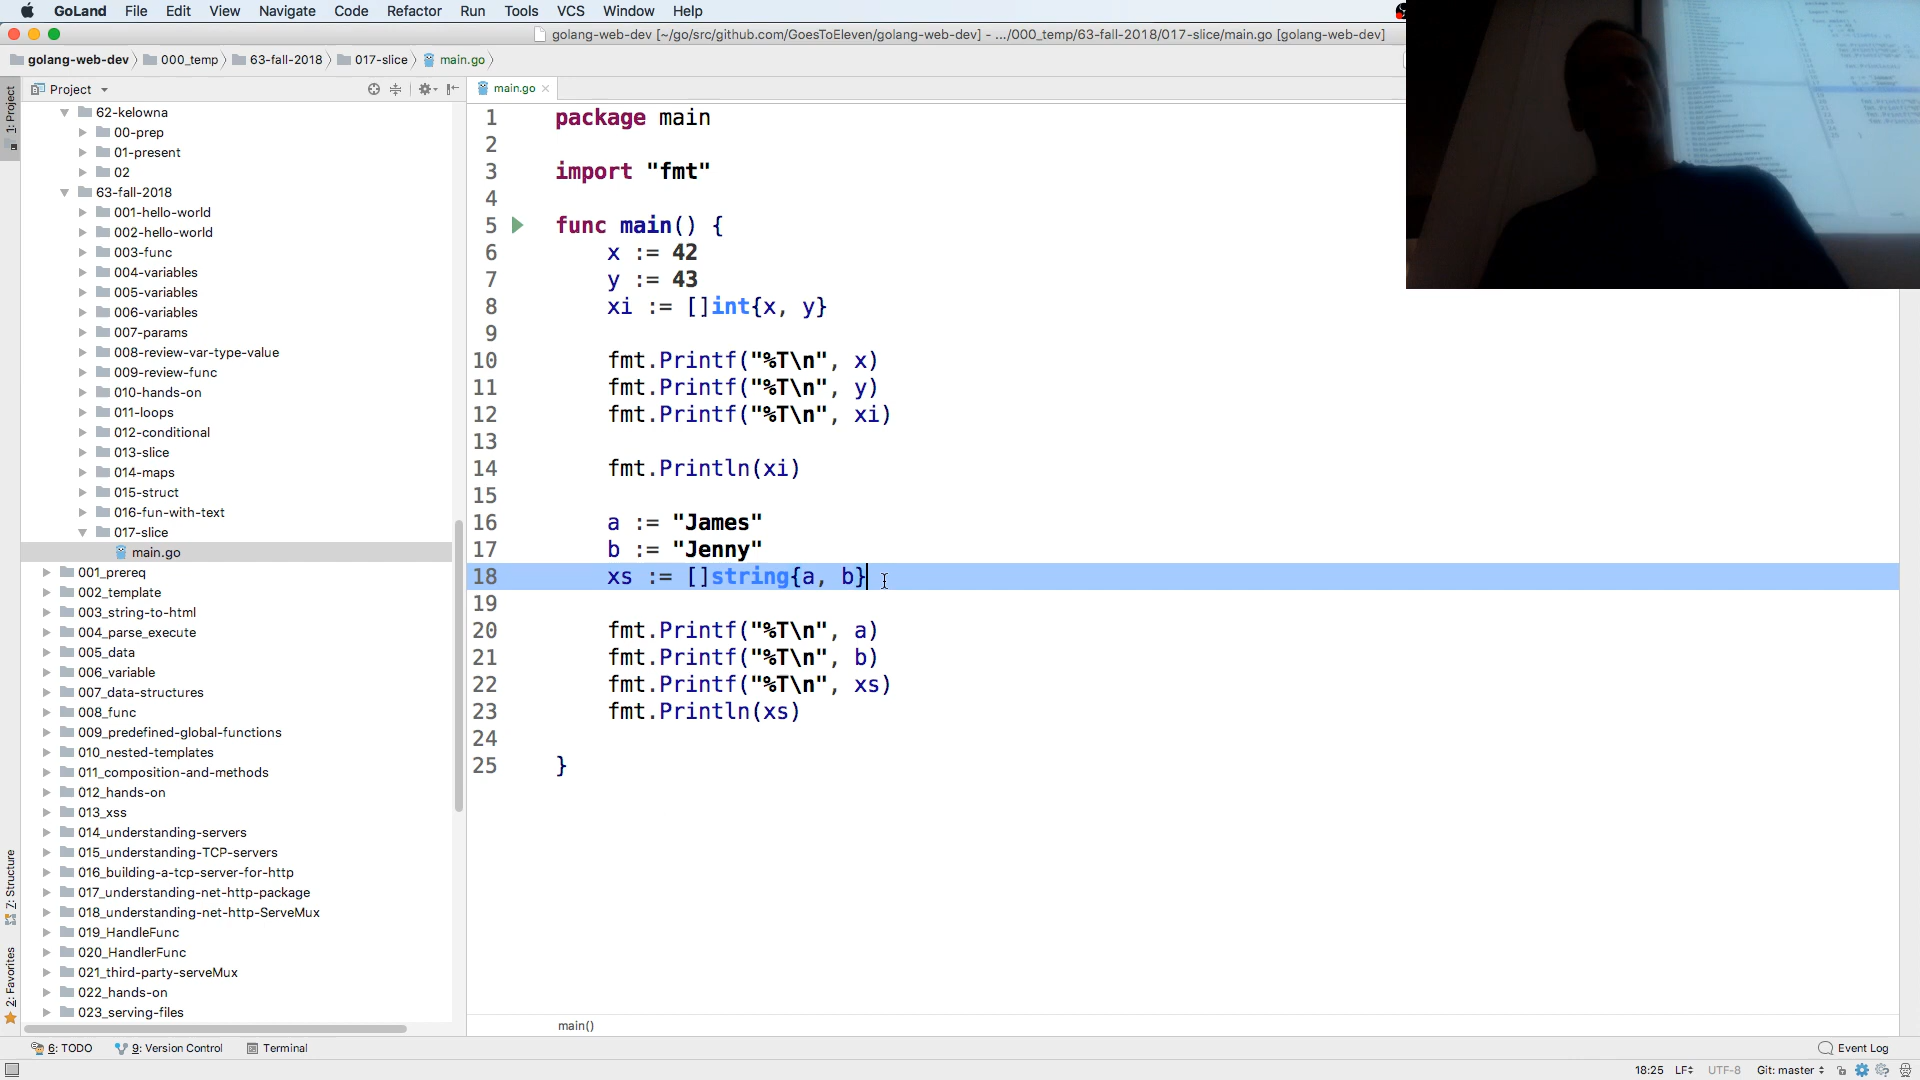 GoLand File Edit View Navigate Code Refactor Run Tools VCS Window Help
golang-web-dev [~/go/src/github.com/GoesToEleven/golang-web-dev] - .../000_temp/63-fall-2018/017-slice/main.go [golang-web-dev]
golang-web-dev 000_temp 63-fall-2018 017-slice main.go
1: Project
Project
62-kelowna
00-prep
01-present
02
63-fall-2018
001-hello-world
002-hello-world
003-func
004-variables
005-variables
006-variables
007-params
008-review-var-type-value
009-review-func
010-hands-on
011-loops
012-conditional
013-slice
014-maps
015-struct
016-fun-with-text
017-slice
main.go
001_prereq
002_template
003_string-to-html
004_parse_execute
005_data
006_variable
007_data-structures
008_func
009_predefined-global-functions
010_nested-templates
011_composition-and-methods
012_hands-on
013_xss
014_understanding-servers
015_understanding-TCP-servers
016_building-a-tcp-server-for-http
017_understanding-net-http-package
018_understanding-net-http-ServeMux
019_HandleFunc
020_HandlerFunc
021_third-party-serveMux
022_hands-on
023_serving-files
7: Structure
2: Favorites
main.go
1 package main
2
3 import "fmt"
4
5 func main() {
6 x := 42
7 y := 43
8 xi := []int{x, y}
9
10 fmt.Printf("%T\n", x)
11 fmt.Printf("%T\n", y)
12 fmt.Printf("%T\n", xi)
13
14 fmt.Println(xi)
15
16 a := "James"
17 b := "Jenny"
18 xs := []string{a, b}
19
20 fmt.Printf("%T\n", a)
21 fmt.Printf("%T\n", b)
22 fmt.Printf("%T\n", xs)
23 fmt.Println(xs)
24
25 }
main()
6: TODO 9: Version Control Terminal Event Log
18:25 LF UTF-8 Git: master